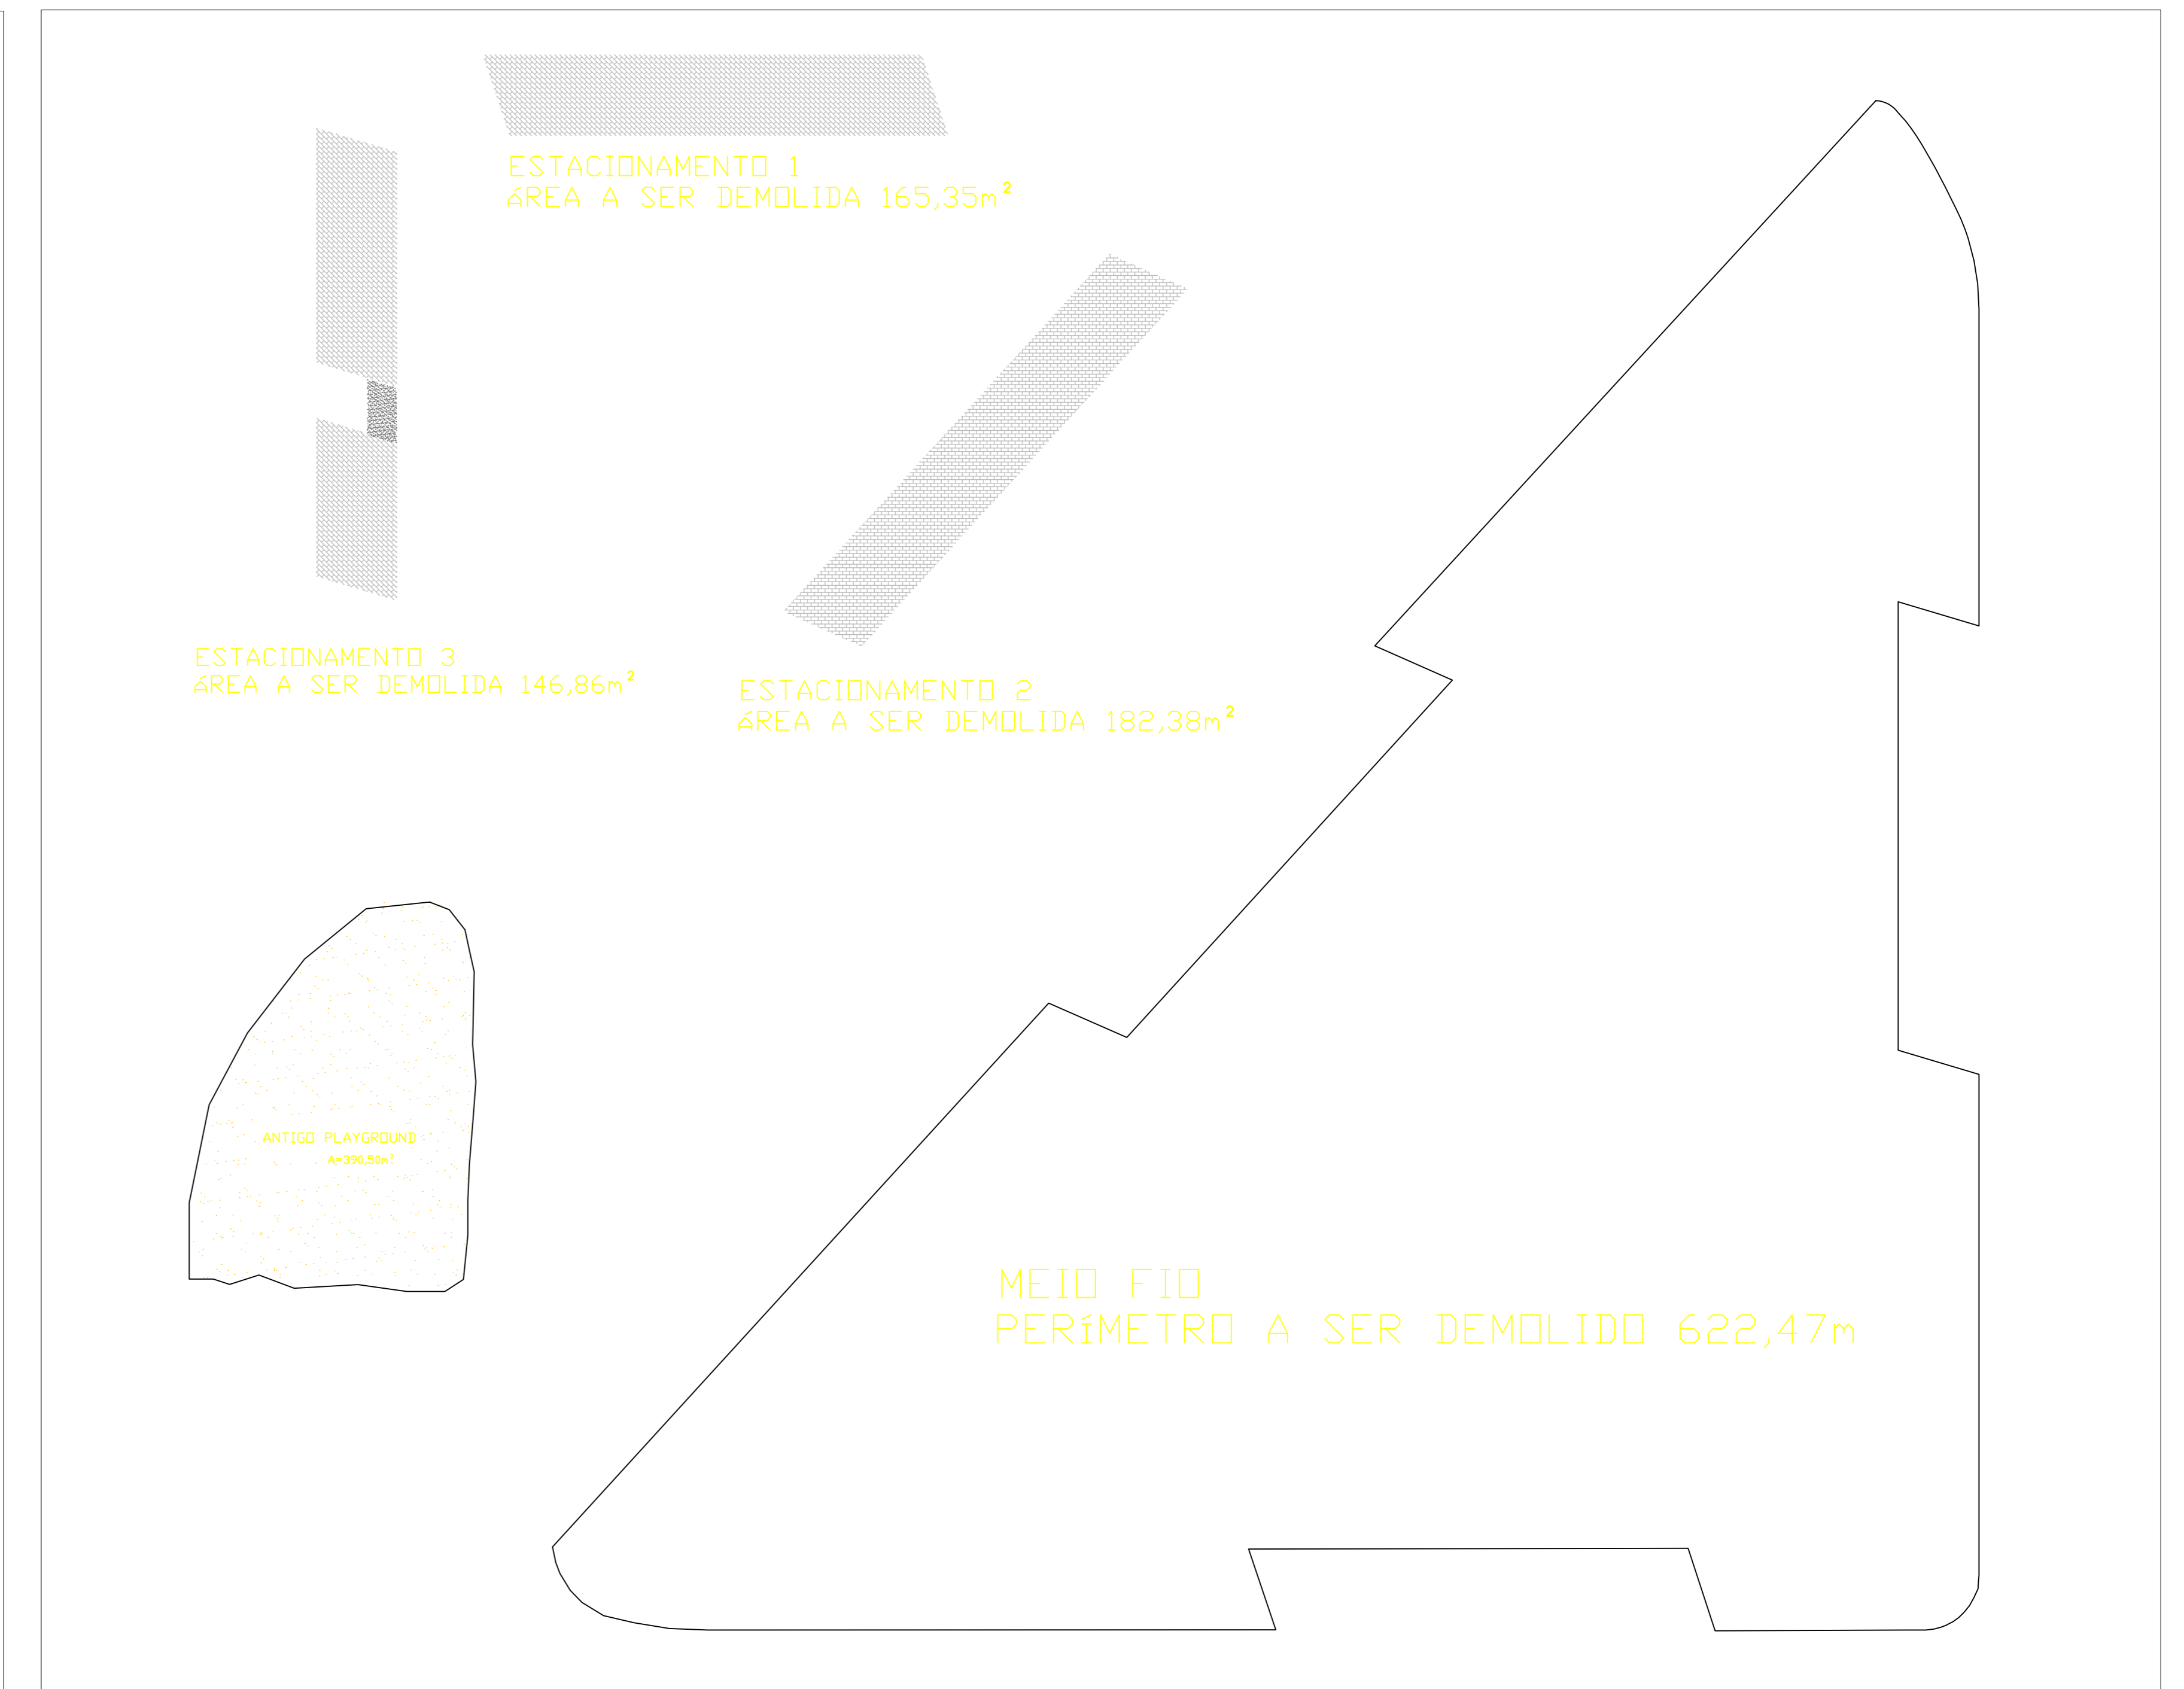 ESTACIONAMENTO 1
ÁREA A SER DEMOLIDA 165,35m²
ESTACIONAMENTO 3
ÁREA A SER DEMOLIDA 146,86m²
ESTACIONAMENTO 2
ÁREA A SER DEMOLIDA 182,38m²
ANTIGO PLAYGROUND
A=390,50m²
MEIO FIO
PERÍMETRO A SER DEMOLIDO 622,47m